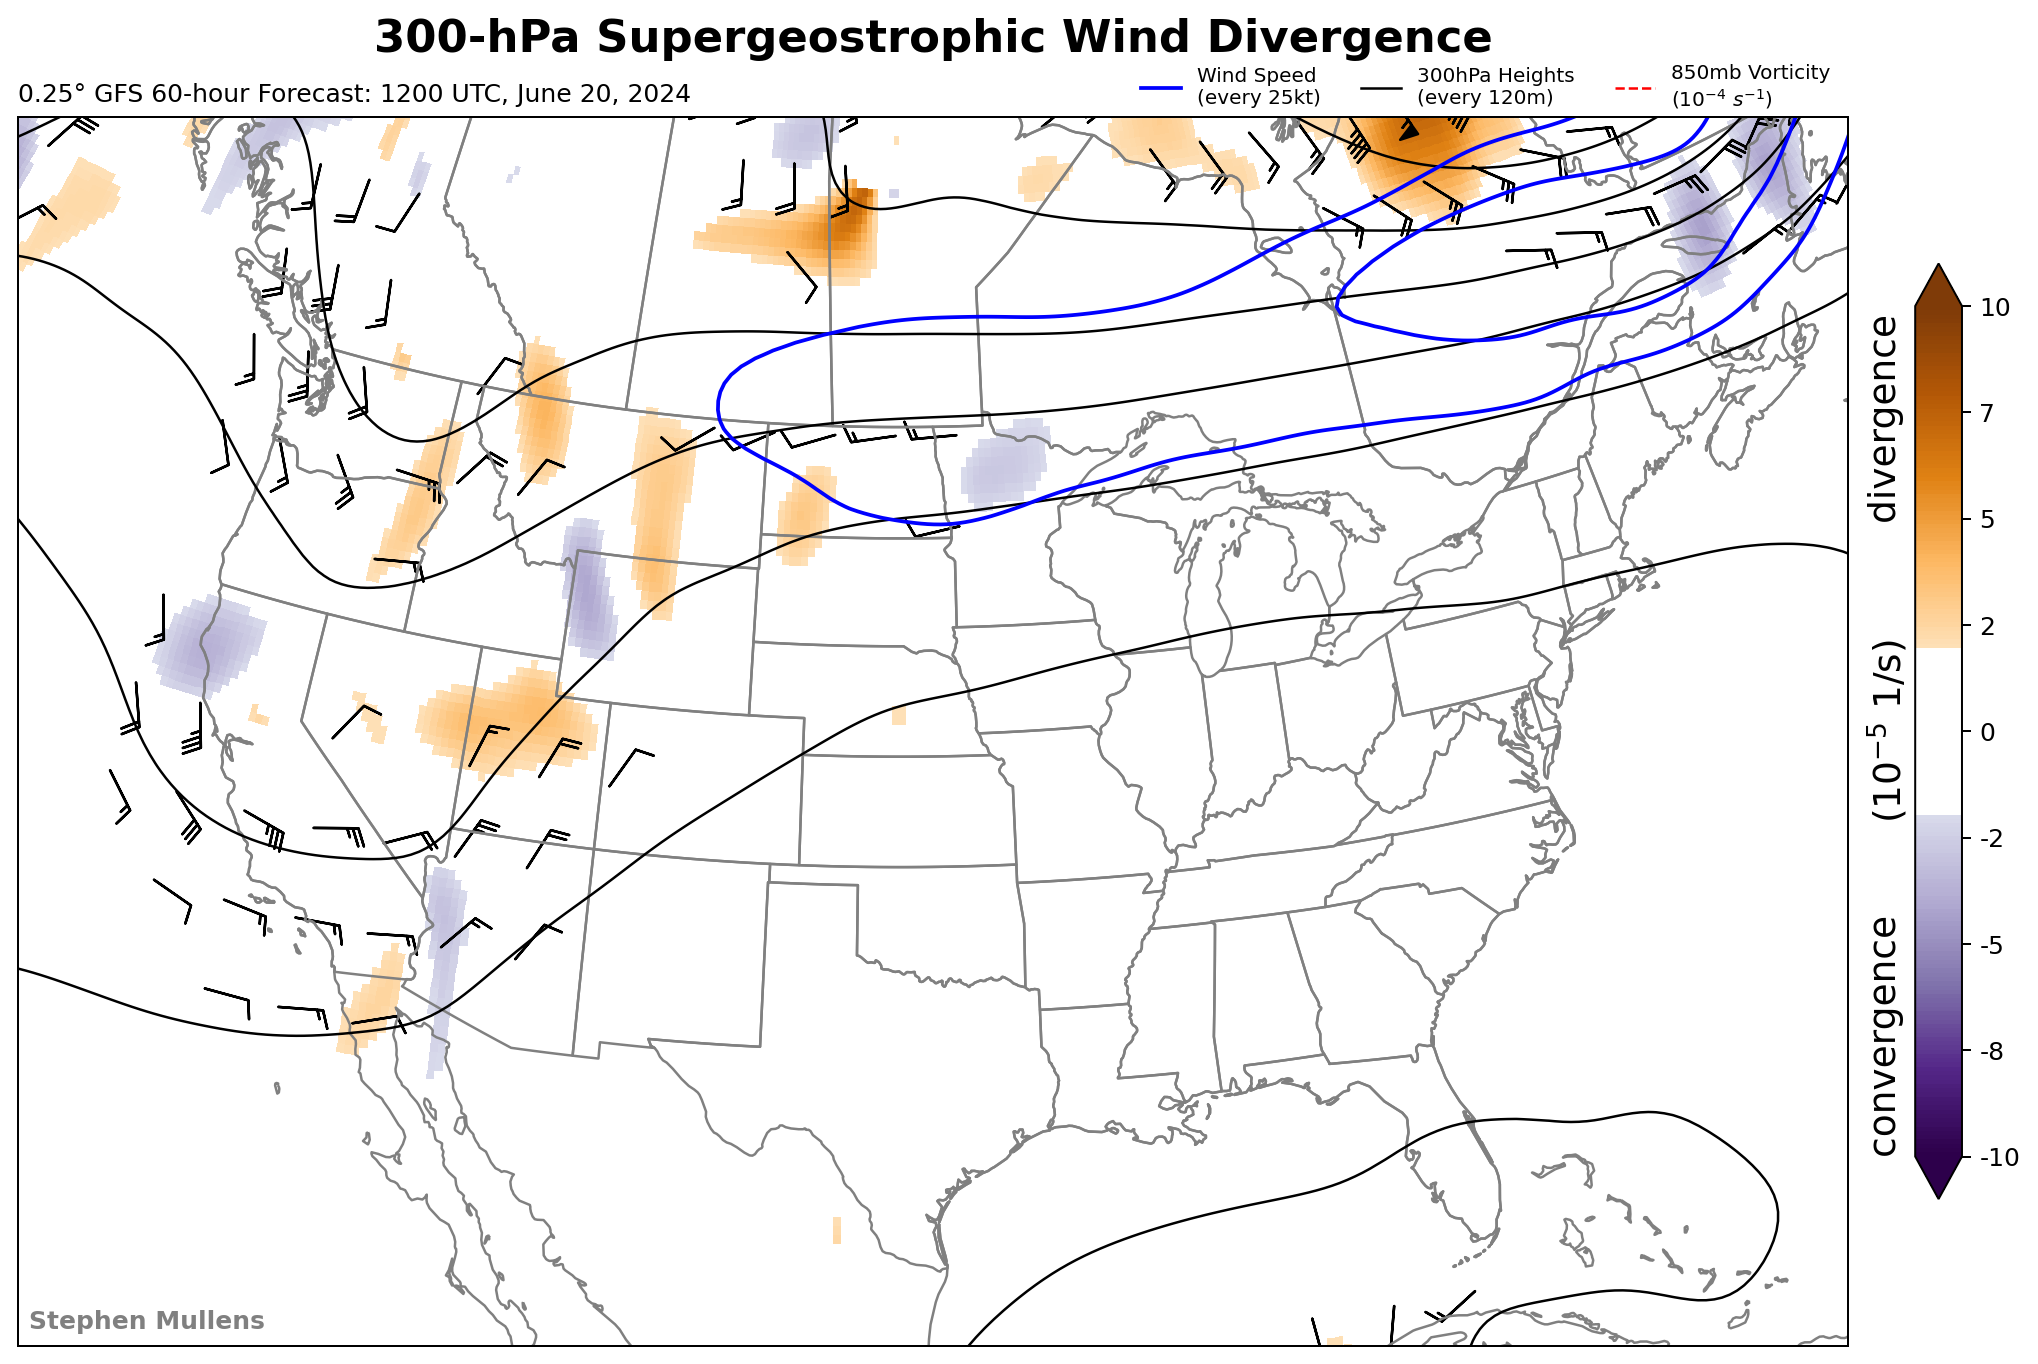 300-hPa Supergeostrophic Wind Divergence
0.25° GFS 60-hour Forecast: 1200 UTC, June 20, 2024
Wind Speed
(every 25kt)
300hPa Heights
(every 120m)
850mb Vorticity
(10⁻⁴ s⁻¹)
10
7
5
2
0
-2
-5
-8
-10
convergence (10⁻⁵ 1/s) divergence
Stephen Mullens